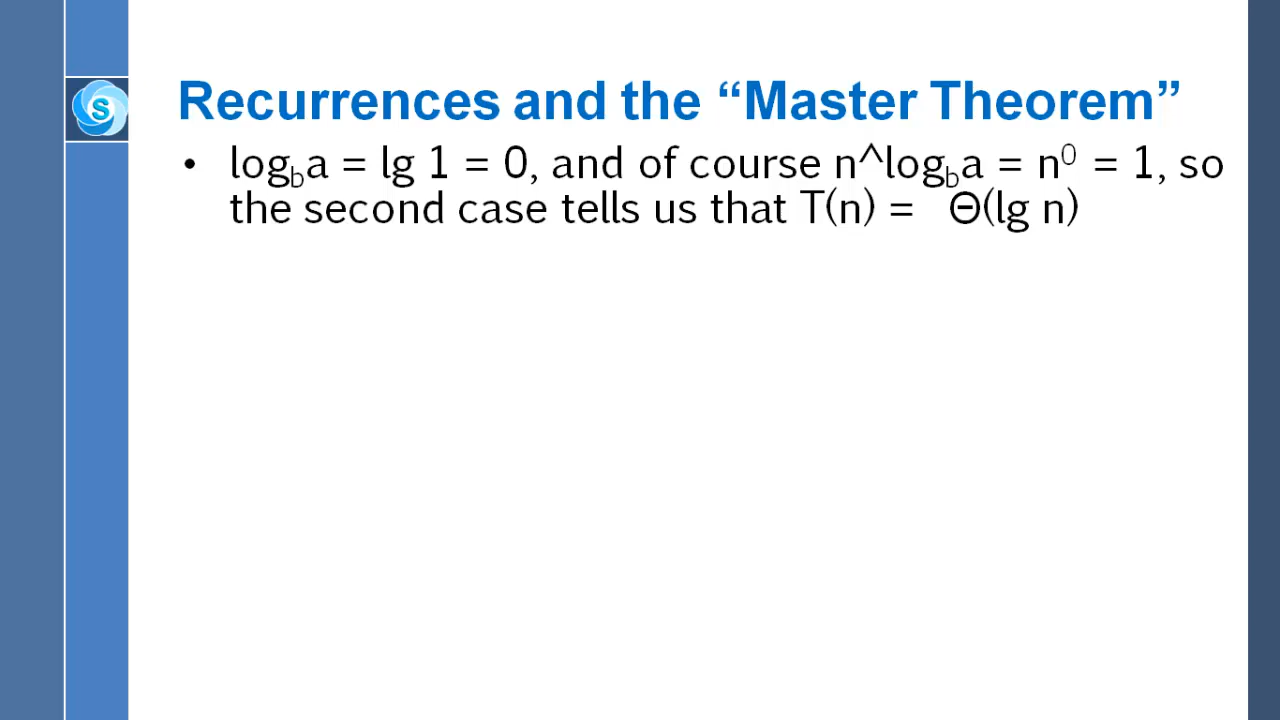 S
Recurrences and the “Master Theorem”
• log_b a = lg 1 = 0, and of course n^log_b a = n⁰ = 1, so
the second case tells us that T(n) = Θ(lg n)